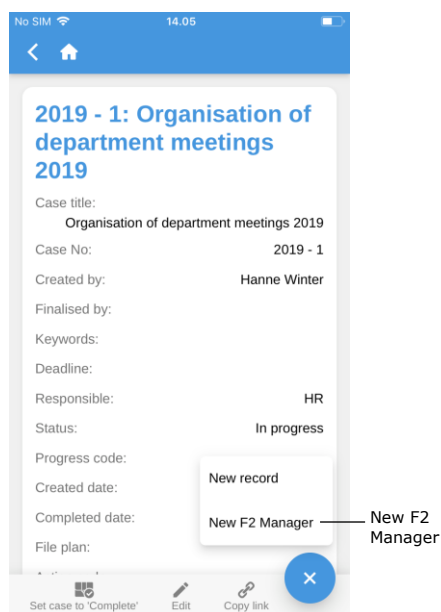 No SIM 14.05
2019 - 1: Organisation of
department meetings
2019
Case title:
Organisation of department meetings 2019
Case No: 2019 - 1
Created by: Hanne Winter
Finalised by:
Keywords:
Deadline:
Responsible: HR
Status: In progress
Progress code:
New record
Created date:
Completed date:
New F2 Manager
New F2
Manager
File plan:
Set case to 'Complete' Edit Copy link